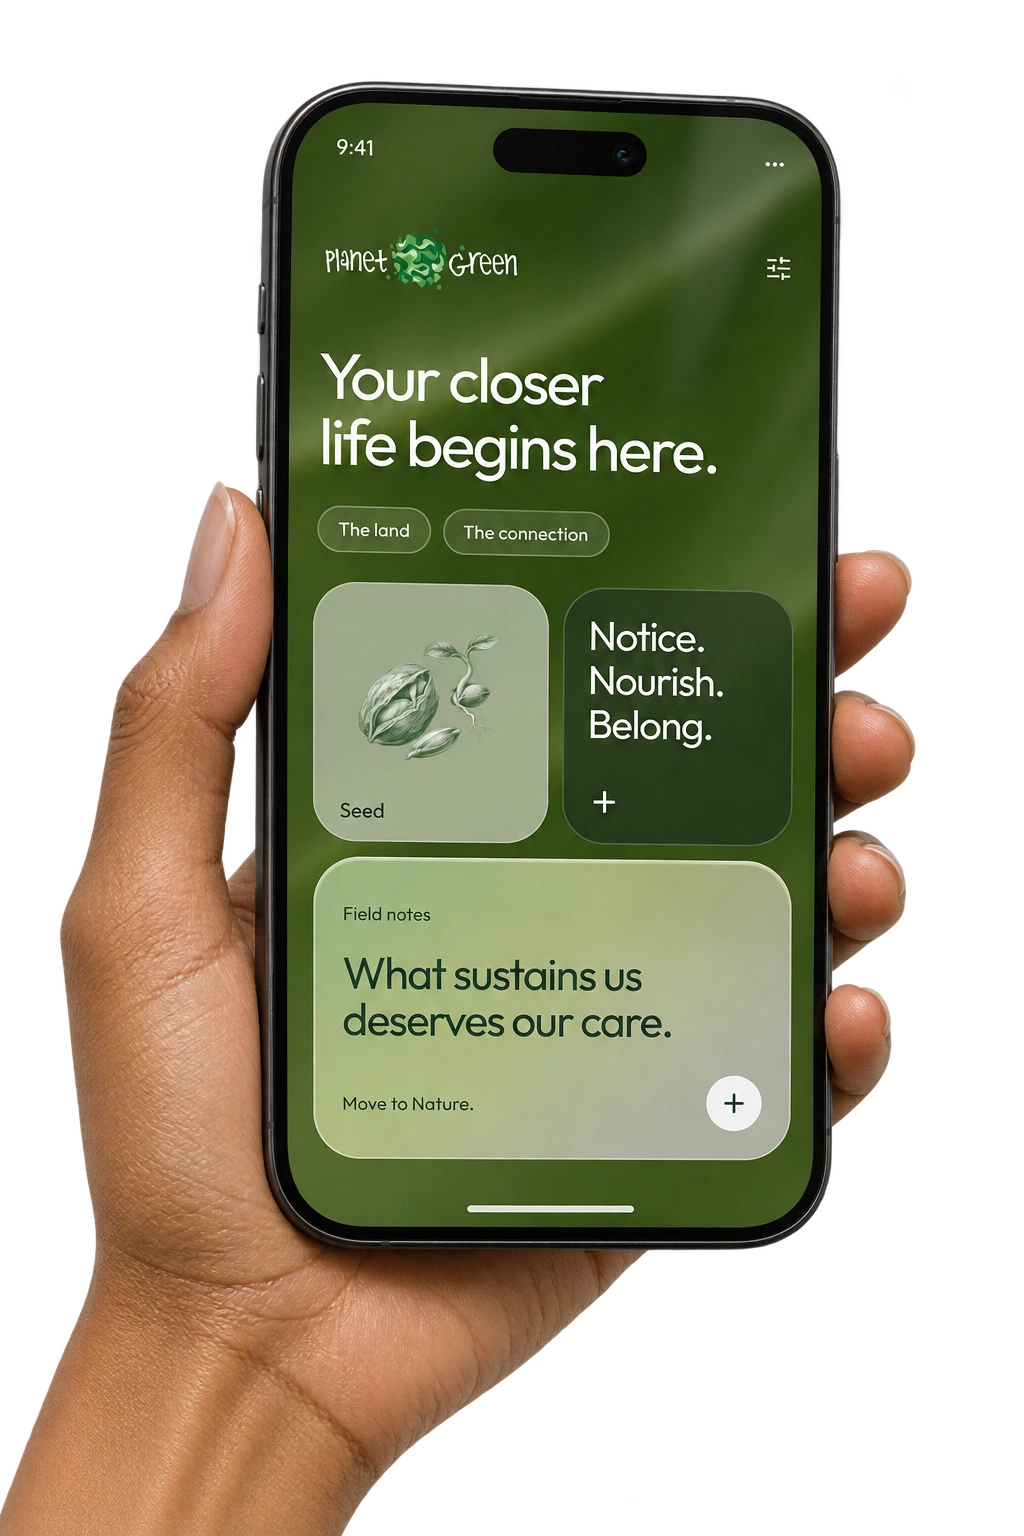 9:41
Planet Green
Your closer
life begins here.
The land
The connection
Seed
Notice.
Nourish.
Belong.
Field notes
What sustains us
deserves our care.
Move to Nature.